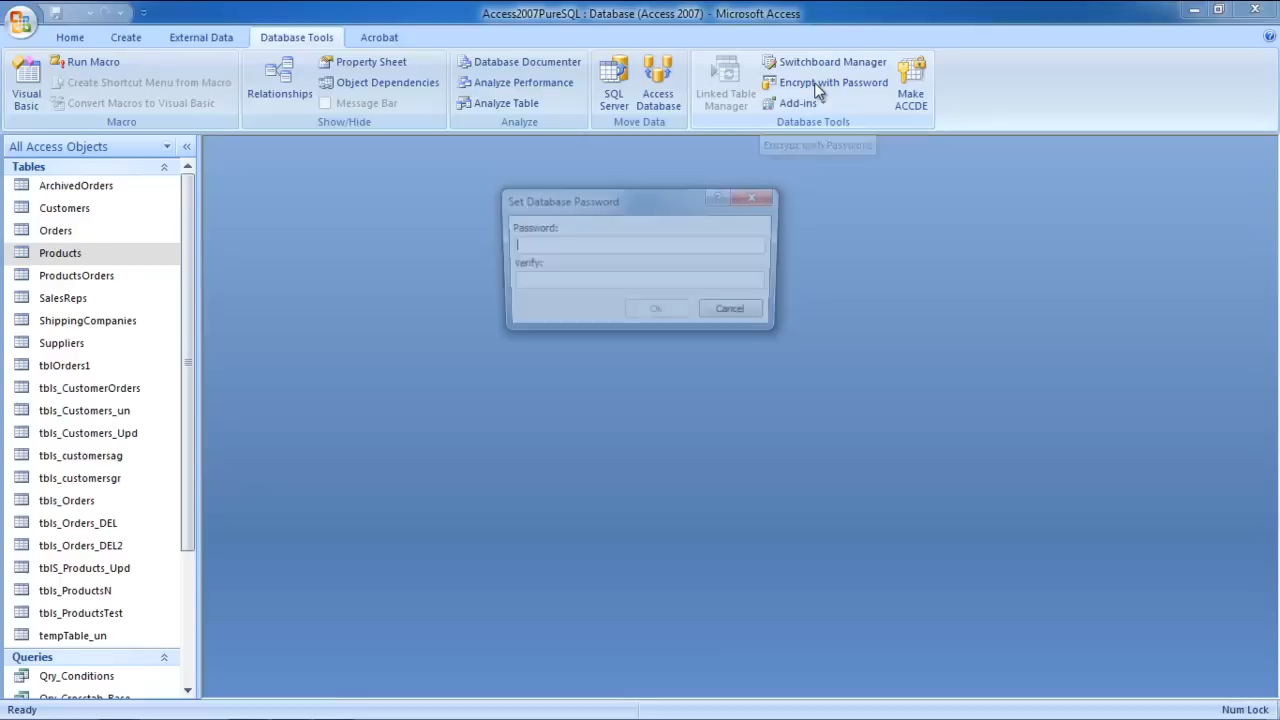 Access2007PureSQL : Database (Access 2007) - Microsoft Access
Home Create External Data Database Tools Acrobat
Visual Basic
Run Macro
Create Shortcut Menu from Macro
Convert Macros to Visual Basic
Macro
Relationships
Property Sheet
Object Dependencies
Message Bar
Show/Hide
Database Documenter
Analyze Performance
Analyze Table
Analyze
SQL Server
Access Database
Move Data
Linked Table Manager
Switchboard Manager
Encrypt with Password
Add-ins
Make ACCDE
Database Tools
Encrypt with Password
All Access Objects
Tables
ArchivedOrders
Customers
Orders
Products
ProductsOrders
SalesReps
ShippingCompanies
Suppliers
tblOrders1
tbls_CustomerOrders
tbls_Customers_un
tbls_Customers_Upd
tbls_customersag
tbls_customersgr
tbls_Orders
tbls_Orders_DEL
tbls_Orders_DEL2
tblS_Products_Upd
tbls_ProductsN
tbls_ProductsTest
tempTable_un
Queries
Qry_Conditions
Qry_Crosstab_Base
Set Database Password
Password:
Verify:
Ok Cancel
Ready
Num Lock